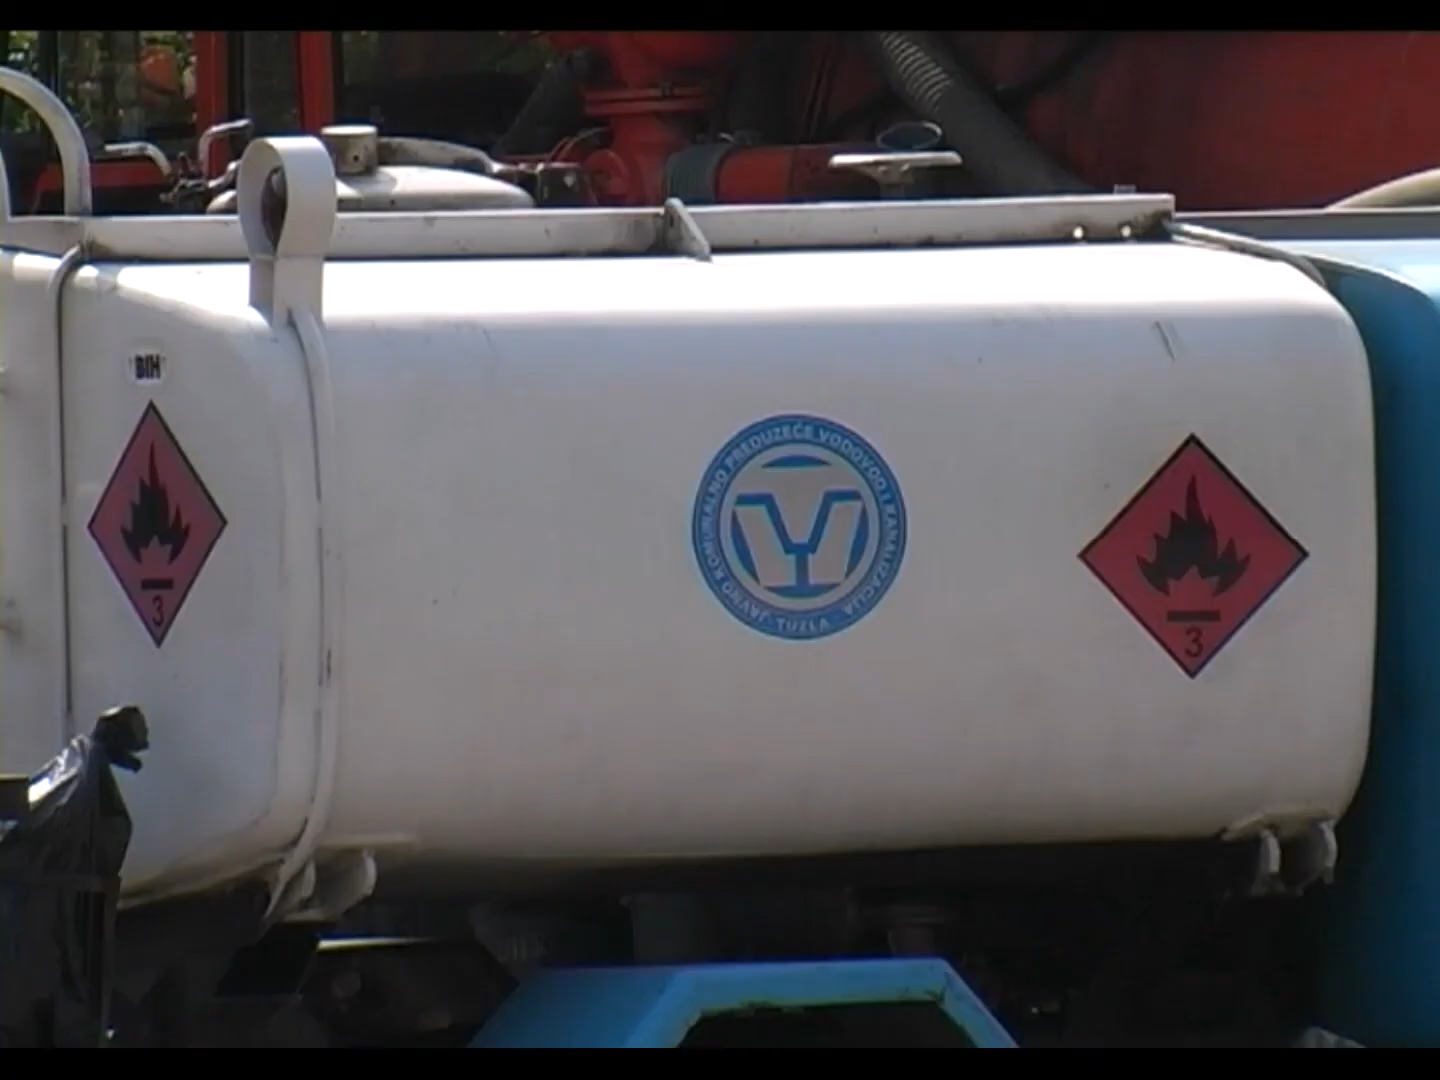 BIH
3
JAVNO KOMUNALNO PREDUZEĆE VODOVOD I KANALIZACIJA
TUZLA
3